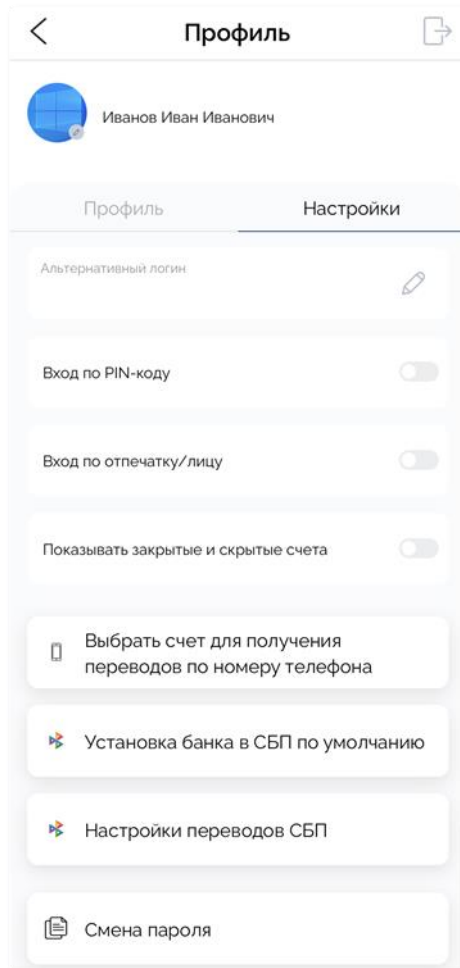 Профиль
Иванов Иван Иванович
Профиль
Настройки
Альтернативный логин
Вход по PIN-коду
Вход по отпечатку/лицу
Показывать закрытые и скрытые счета
Выбрать счет для получения
переводов по номеру телефона
Установка банка в СБП по умолчанию
Настройки переводов СБП
Смена пароля